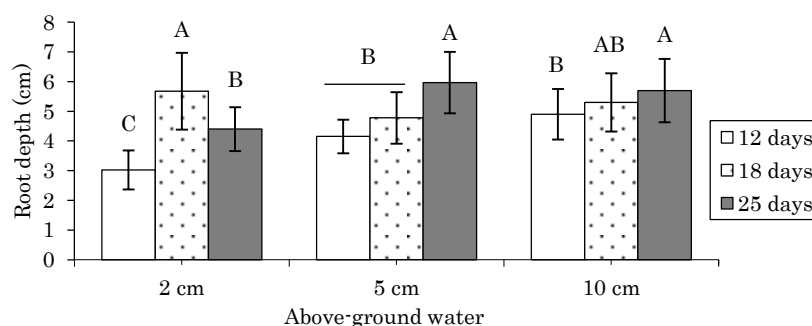 8
7
6
5
4
3
2
1
0
Root depth (cm)
C
A
B
B
A
B
AB
A
2 cm
5 cm
10 cm
Above-ground water
12 days
18 days
25 days